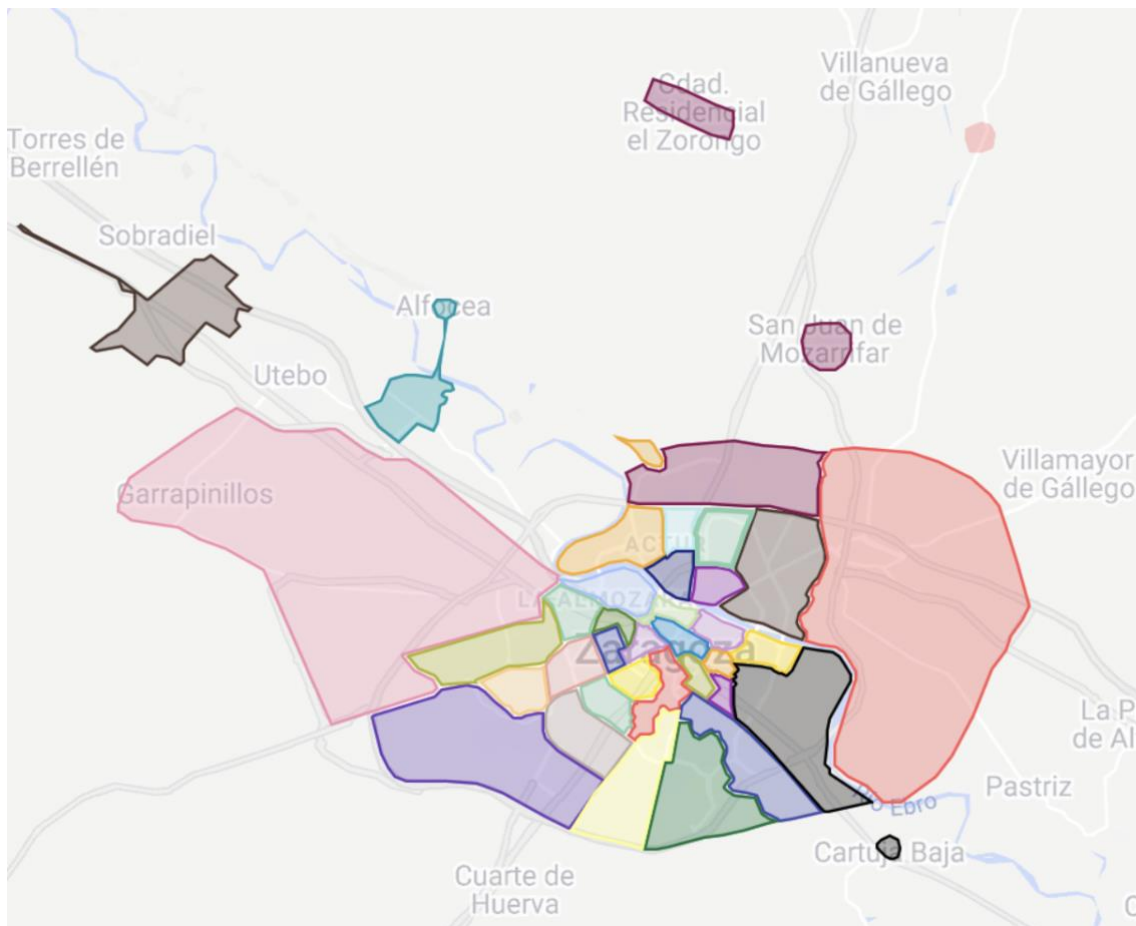 Villanueva
de Gállego
Cdad.
Residencial
el Zorongo
Torres de
Berrellén
Sobradiel
Alfocea
San Juan de
Mozarrifar
Utebo
Villamayor
de Gállego
Garrapinillos
ACTUR
LA ALMOZARA
Zaragoza
La P
de Al
Pastriz
Río Ebro
Cartuja Baja
Cuarte de
Huerva
C